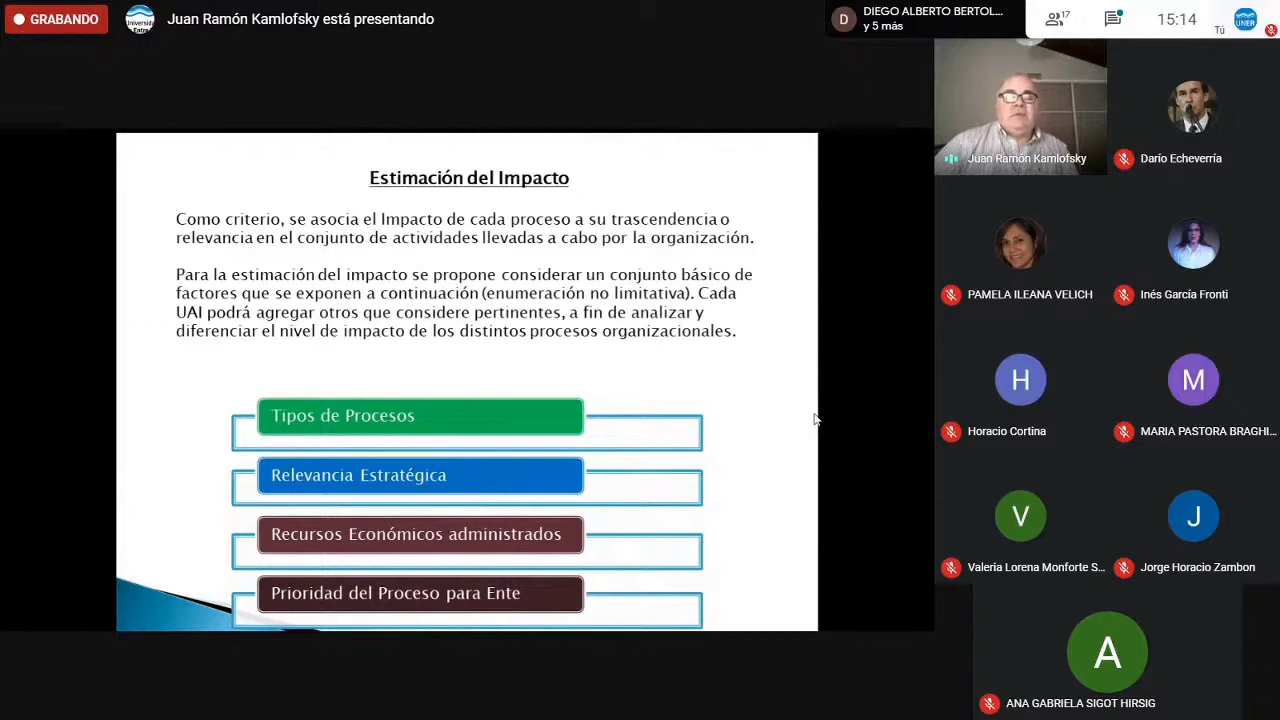 GRABANDO
Juan Ramón Kamlofsky está presentando
D
DIEGO ALBERTO BERTOL...
y 5 más
17
15:14
Tú
UNER
Estimación del Impacto
Como criterio, se asocia el Impacto de cada proceso a su trascendencia o
relevancia en el conjunto de actividades llevadas a cabo por la organización.
Para la estimación del impacto se propone considerar un conjunto básico de
factores que se exponen a continuación (enumeración no limitativa). Cada
UAI podrá agregar otros que considere pertinentes, a fin de analizar y
diferenciar el nivel de impacto de los distintos procesos organizacionales.
Tipos de Procesos
Relevancia Estratégica
Recursos Económicos administrados
Prioridad del Proceso para Ente
Juan Ramón Kamlofsky
Darío Echeverría
PAMELA ILEANA VELICH
Inés García Fronti
H
Horacio Cortina
M
MARIA PASTORA BRAGHI...
V
Valeria Lorena Monforte S...
J
Jorge Horacio Zambon
A
ANA GABRIELA SIGOT HIRSIG